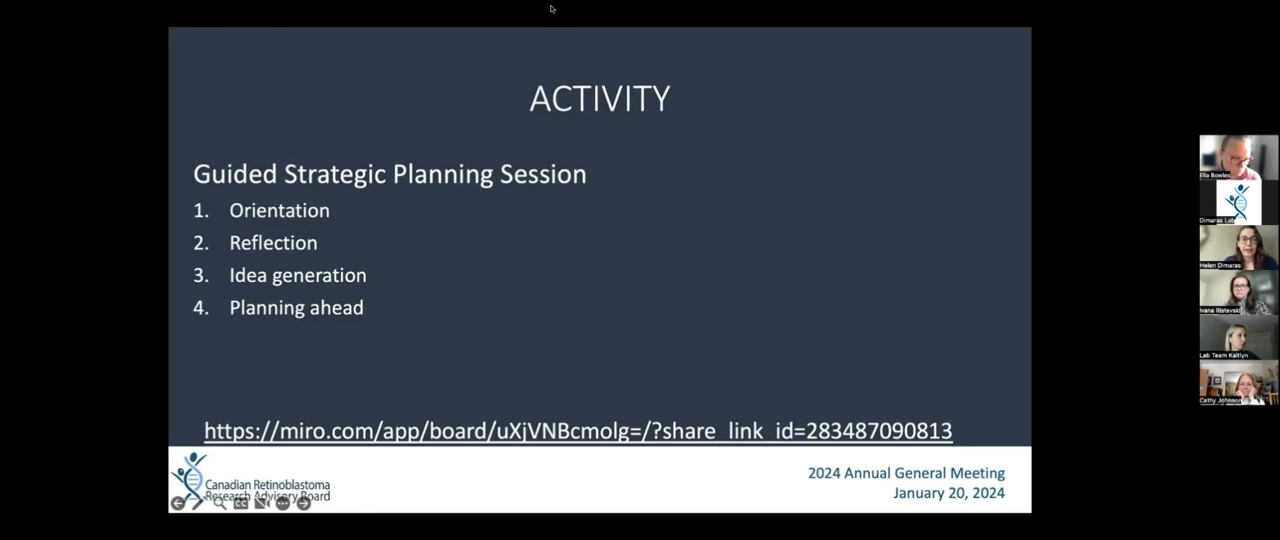 ACTIVITY
Guided Strategic Planning Session
1. Orientation
2. Reflection
3. Idea generation
4. Planning ahead
https://miro.com/app/board/uXjVNBcmolg=/?share_link_id=283487090813
Canadian Retinoblastoma
Research Advisory Board
2024 Annual General Meeting
January 20, 2024
Ella Bowles
Dimaras Lab
Helen Dimaras
Ivana Ristevski
Lab Team Kaitlyn
Cathy Johnson